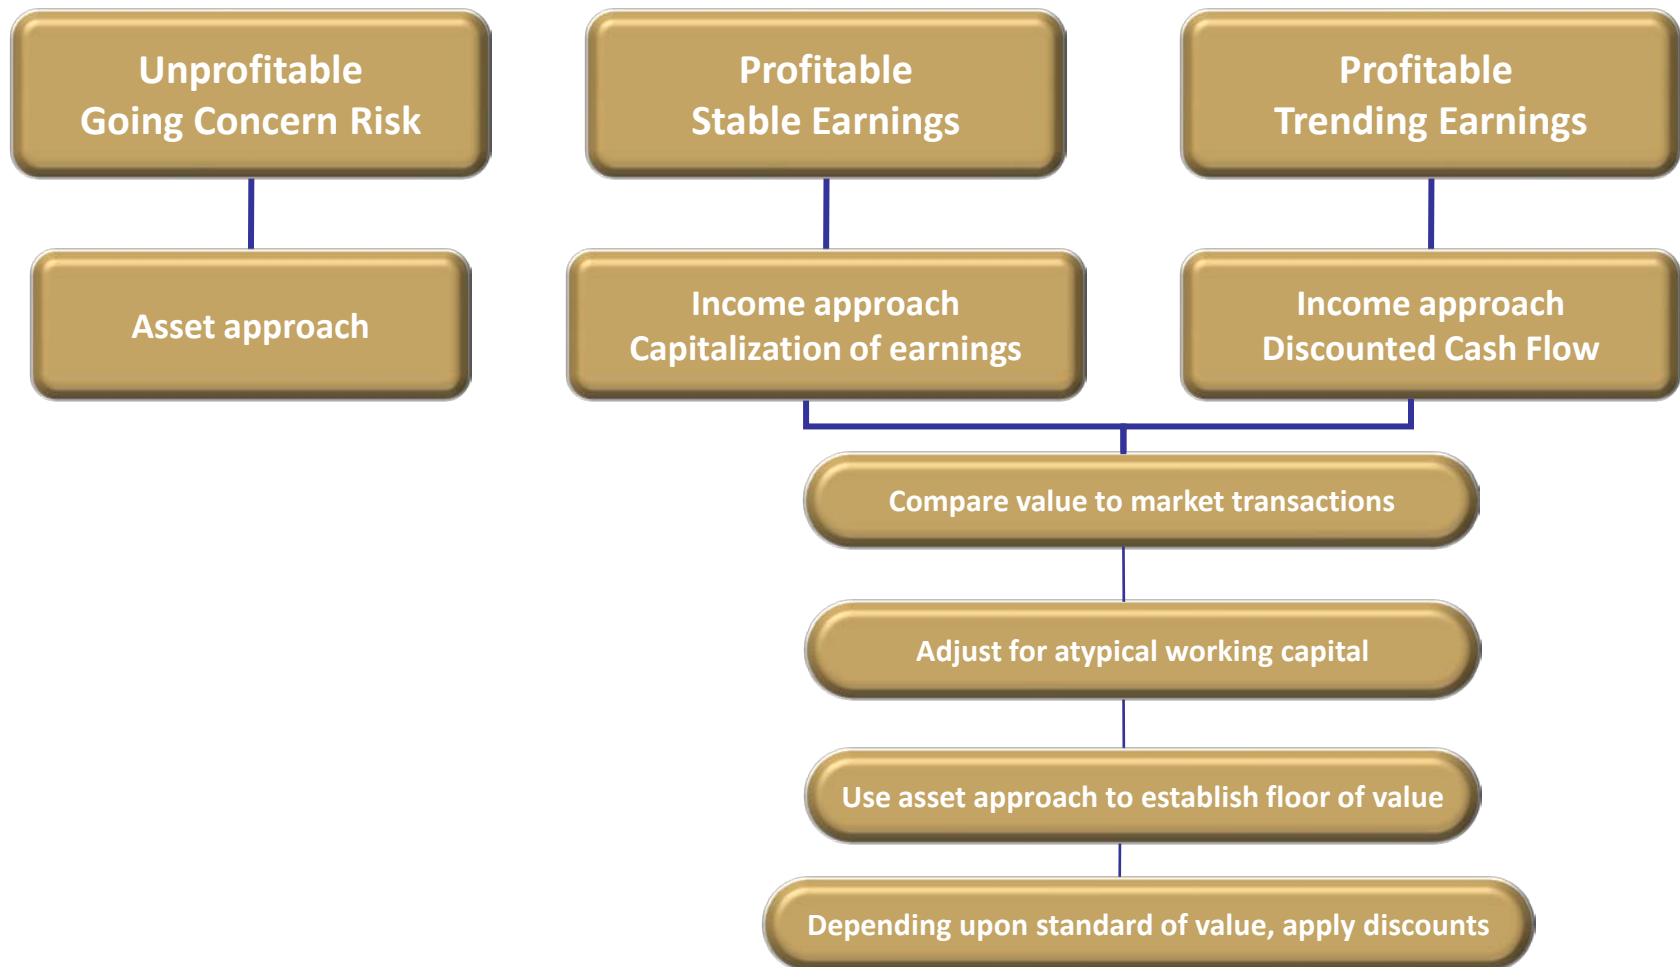 Unprofitable
Going Concern Risk
Profitable
Stable Earnings
Profitable
Trending Earnings
Asset approach
Income approach
Capitalization of earnings
Income approach
Discounted Cash Flow
Compare value to market transactions
Adjust for atypical working capital
Use asset approach to establish floor of value
Depending upon standard of value, apply discounts